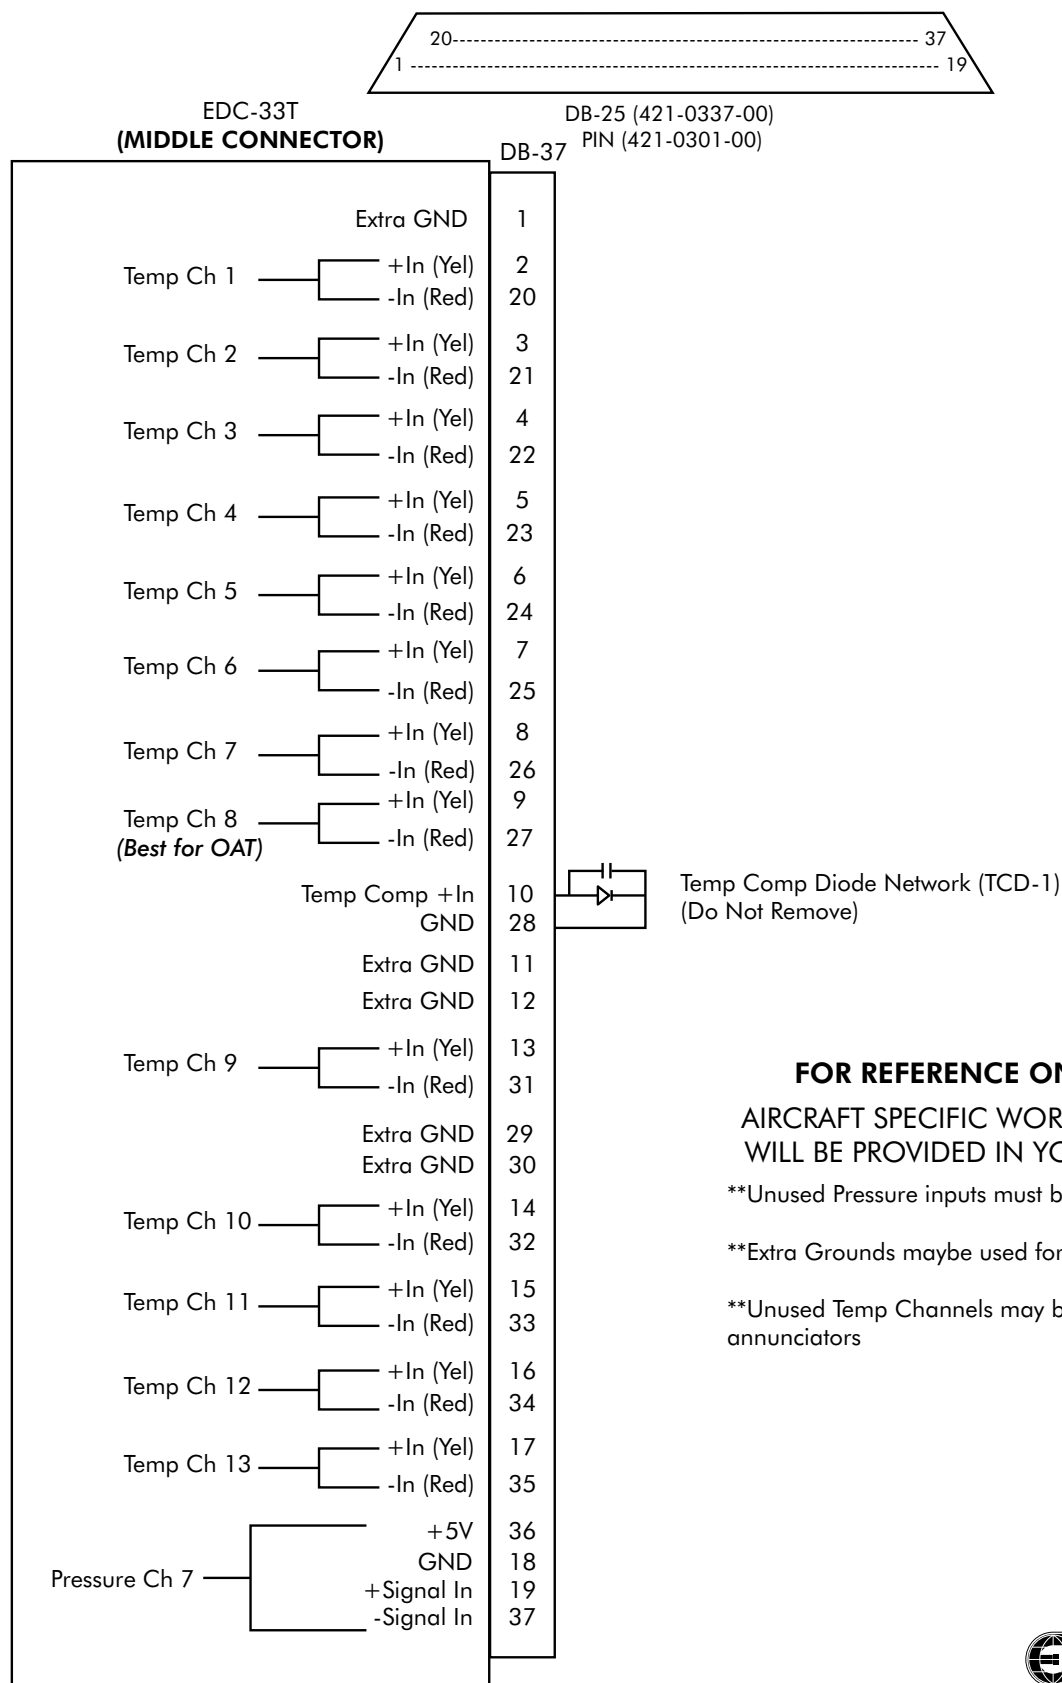 20 37
1 19
EDC-33T
(MIDDLE CONNECTOR)
DB-25 (421-0337-00)
PIN (421-0301-00)
DB-37
Extra GND 1
Temp Ch 1
+In (Yel) 2
-In (Red) 20
Temp Ch 2
+In (Yel) 3
-In (Red) 21
Temp Ch 3
+In (Yel) 4
-In (Red) 22
Temp Ch 4
+In (Yel) 5
-In (Red) 23
Temp Ch 5
+In (Yel) 6
-In (Red) 24
Temp Ch 6
+In (Yel) 7
-In (Red) 25
Temp Ch 7
+In (Yel) 8
-In (Red) 26
Temp Ch 8
(Best for OAT)
+In (Yel) 9
-In (Red) 27
Temp Comp +In 10
GND 28
Temp Comp Diode Network (TCD-1)
(Do Not Remove)
Extra GND 11
Extra GND 12
Temp Ch 9
+In (Yel) 13
-In (Red) 31
Extra GND 29
Extra GND 30
Temp Ch 10
+In (Yel) 14
-In (Red) 32
Temp Ch 11
+In (Yel) 15
-In (Red) 33
Temp Ch 12
+In (Yel) 16
-In (Red) 34
Temp Ch 13
+In (Yel) 17
-In (Red) 35
Pressure Ch 7
+5V 36
GND 18
+Signal In 19
-Signal In 37
FOR REFERENCE ON
AIRCRAFT SPECIFIC WOR
WILL BE PROVIDED IN YO
**Unused Pressure inputs must b
**Extra Grounds maybe used for
**Unused Temp Channels may b
annunciators